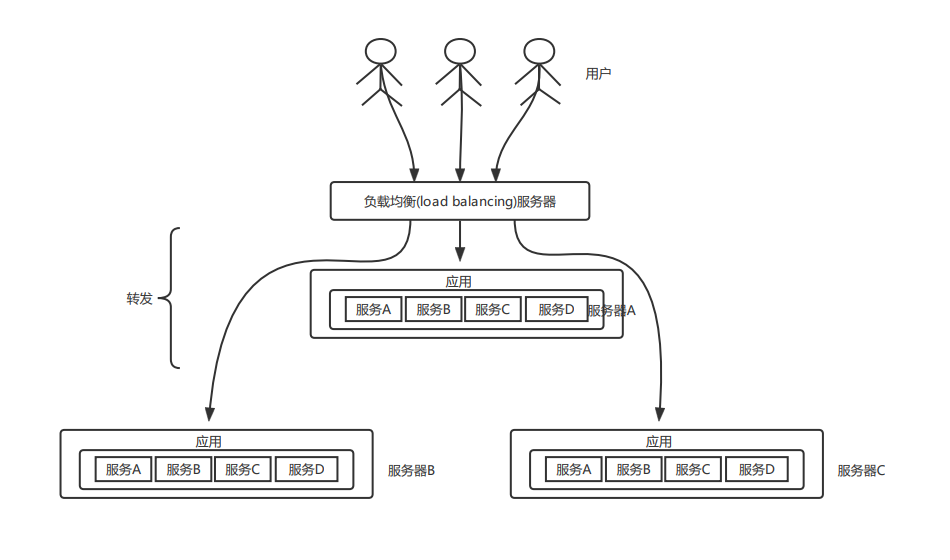 用户
负载均衡(load balancing)服务器
转发
应用
服务A
服务B
服务C
服务D
服务器A
应用
服务A
服务B
服务C
服务D
服务器B
应用
服务A
服务B
服务C
服务D
服务器C